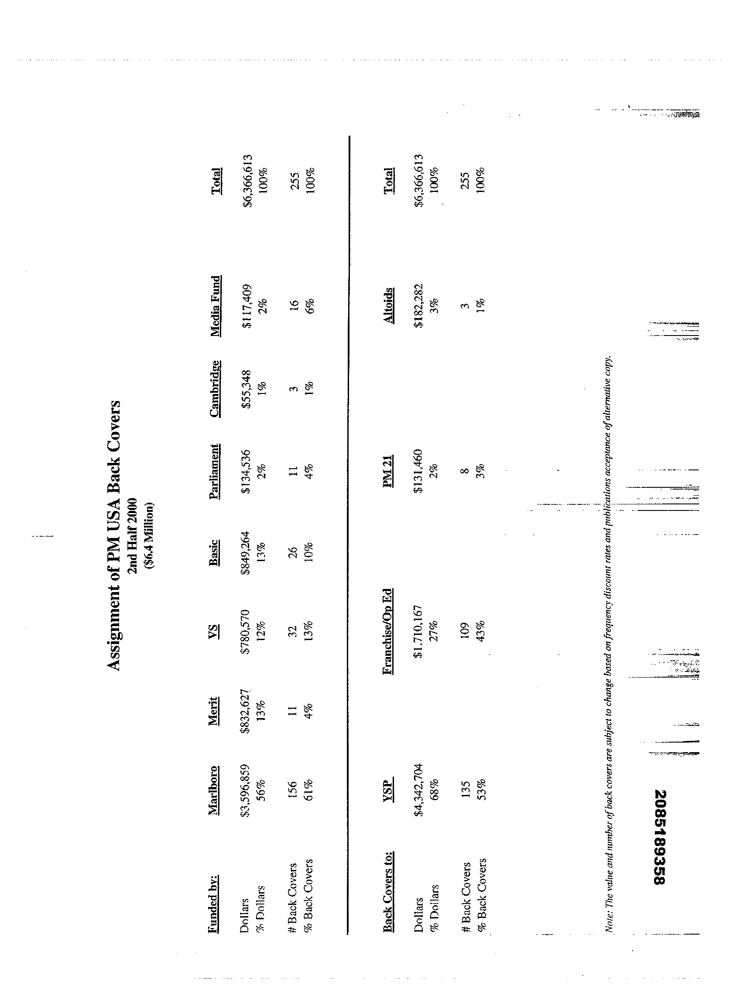 Assignment of PM USA Back Covers
2nd Half 2000
($6.4 Million)
Funded by: Marlboro Merit VS Basic Parliament Cambridge Media Fund Total
Dollars $3,596,859 $832,627 $780,570 $849,264 $134,536 $55,348 $117,409 $6,366,613
% Dollars 56% 13% 12% 13% 2% 1% 2% 100%
# Back Covers 156 11 32 26 11 3 16 255
% Back Covers 61% 4% 13% 10% 4% 1% 6% 100%
Back Covers to: YSP Franchise/Op Ed PM 21 Altoids Total
Dollars $4,342,704 $1,710,167 $131,460 $182,282 $6,366,613
% Dollars 68% 27% 2% 3% 100%
# Back Covers 135 109 8 3 255
% Back Covers 53% 43% 3% 1% 100%
Note: The value and number of back covers are subject to change based on frequency discount rates and publications acceptance of alternative copy.
2085189358